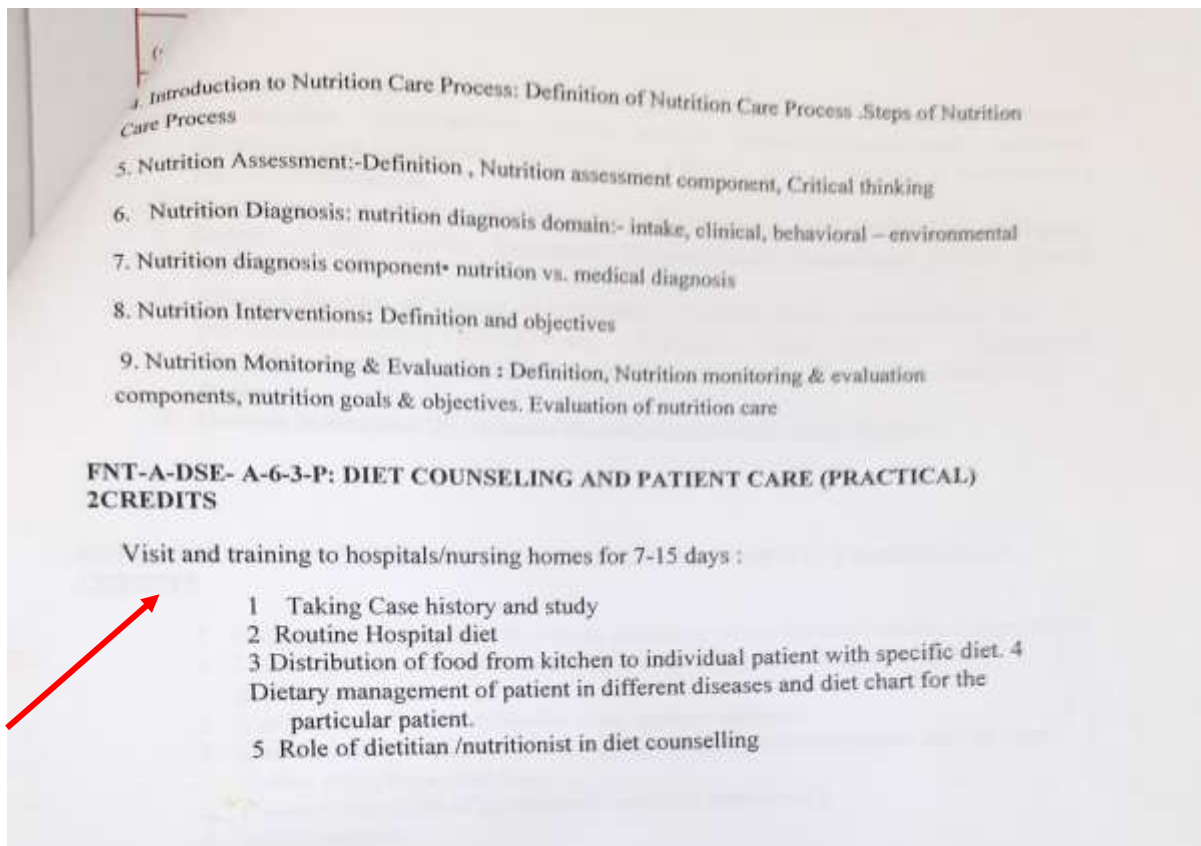 . Introduction to Nutrition Care Process: Definition of Nutrition Care Process .Steps of Nutrition
Care Process
5. Nutrition Assessment:-Definition , Nutrition assessment component, Critical thinking
6. Nutrition Diagnosis: nutrition diagnosis domain:- intake, clinical, behavioral – environmental
7. Nutrition diagnosis component• nutrition vs. medical diagnosis
8. Nutrition Interventions: Definition and objectives
9. Nutrition Monitoring & Evaluation : Definition, Nutrition monitoring & evaluation
components, nutrition goals & objectives. Evaluation of nutrition care
FNT-A-DSE- A-6-3-P: DIET COUNSELING AND PATIENT CARE (PRACTICAL)
2CREDITS
Visit and training to hospitals/nursing homes for 7-15 days :
1 Taking Case history and study
2 Routine Hospital diet
3 Distribution of food from kitchen to individual patient with specific diet. 4
Dietary management of patient in different diseases and diet chart for the
particular patient.
5 Role of dietitian /nutritionist in diet counselling